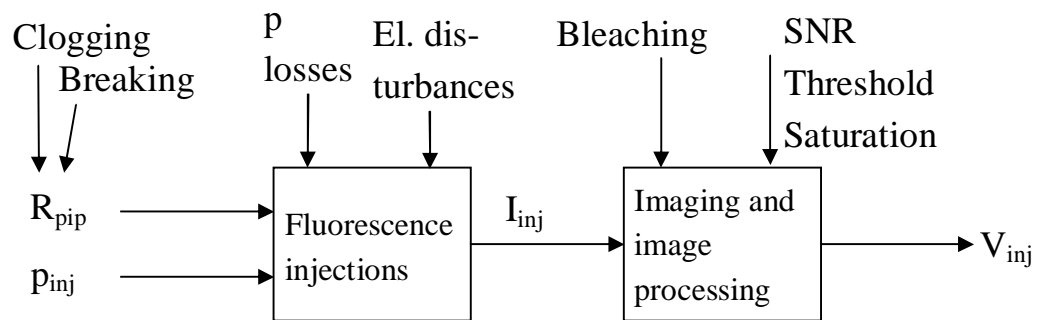 Clogging
Breaking
p
losses
El. dis-
turbances
Bleaching
SNR
Threshold
Saturation
R_pip
p_inj
Fluorescence
injections
I_inj
Imaging and
image
processing
V_inj